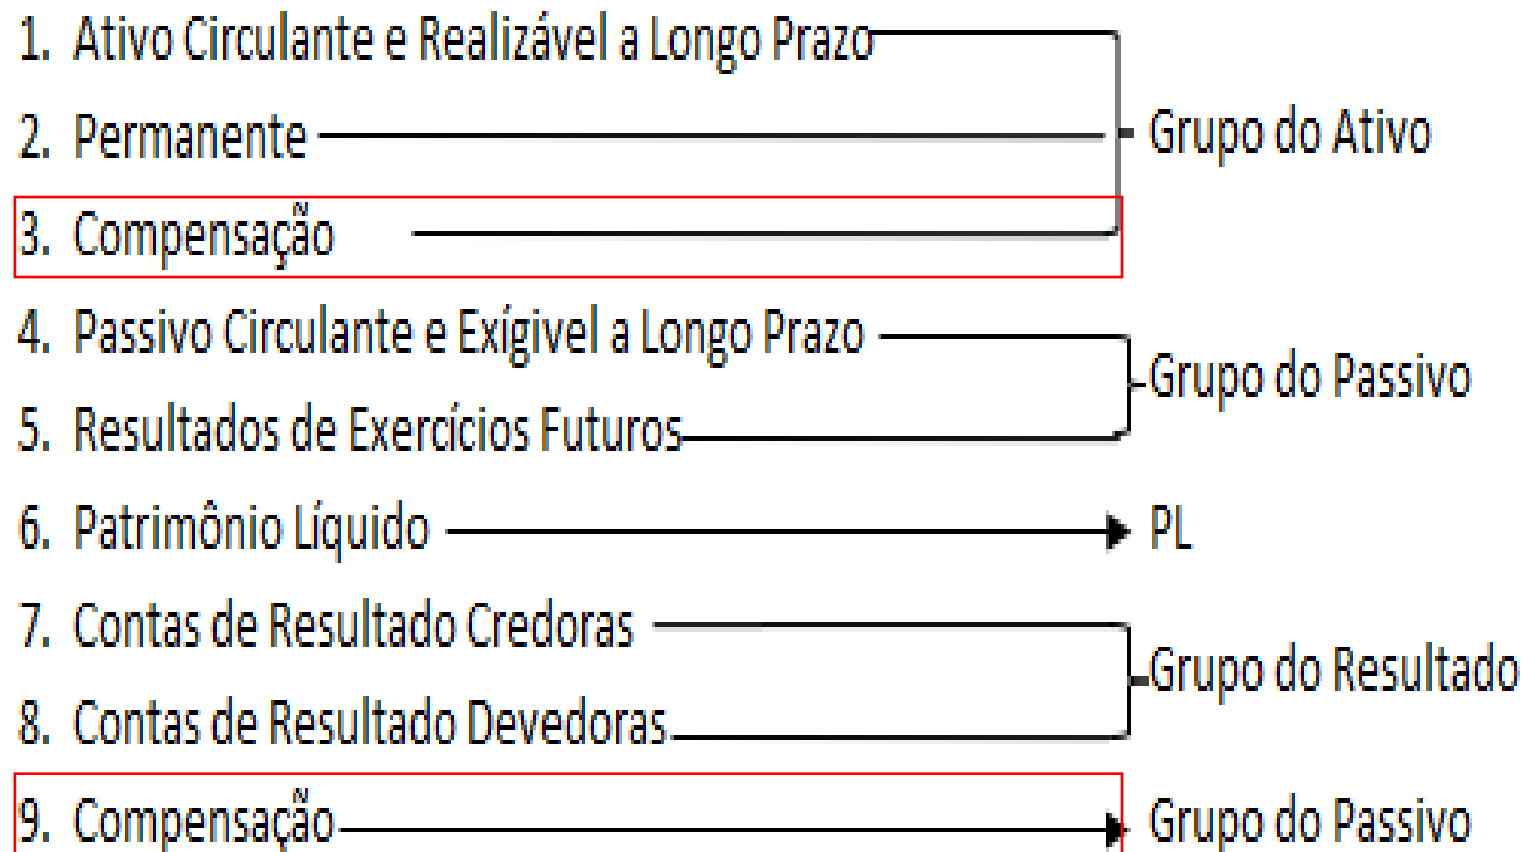 1. Ativo Circulante e Realizável a Longo Prazo
2. Permanente
Grupo do Ativo
3. Compensação
4. Passivo Circulante e Exígivel a Longo Prazo
Grupo do Passivo
5. Resultados de Exercícios Futuros
6. Patrimônio Líquido
PL
7. Contas de Resultado Credoras
Grupo do Resultado
8. Contas de Resultado Devedoras
9. Compensação
Grupo do Passivo